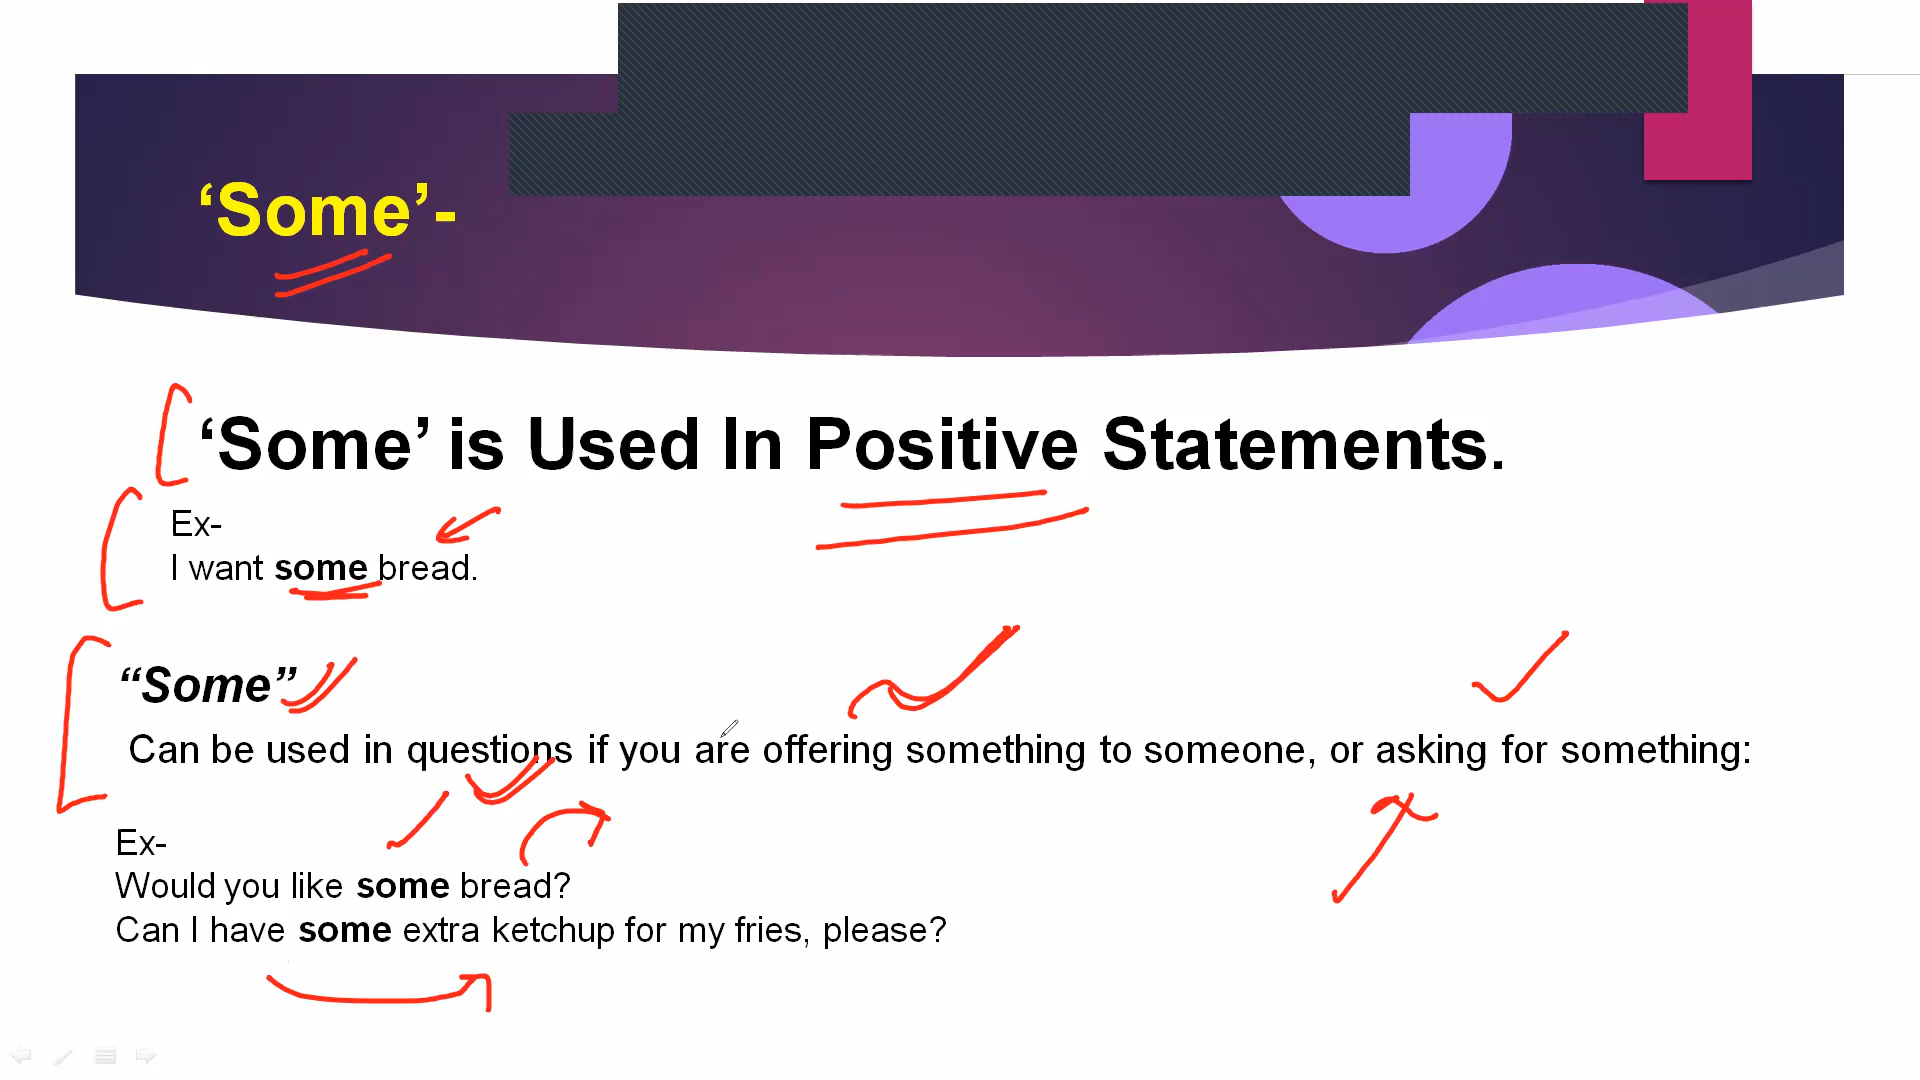 ‘Some’-
‘Some’ is Used In Positive Statements.
Ex-
I want some bread.
“Some”
Can be used in questions if you are offering something to someone, or asking for something:
Ex-
Would you like some bread?
Can I have some extra ketchup for my fries, please?